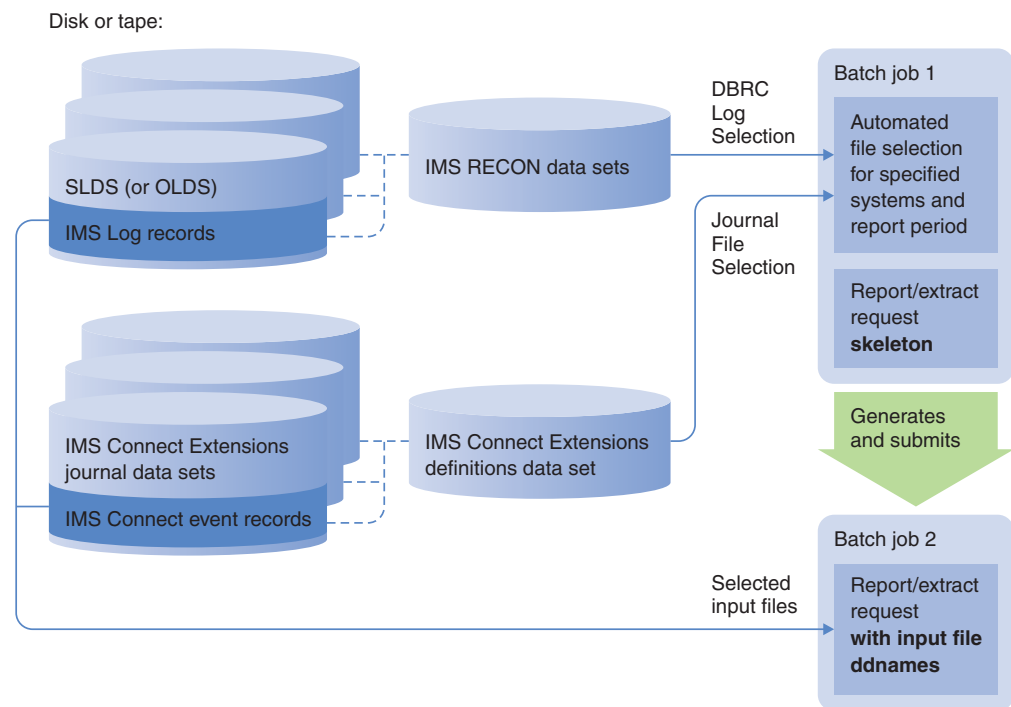 Disk or tape:
SLDS (or OLDS)
IMS Log records
IMS RECON data sets
DBRC
Log
Selection
Journal
File
Selection
Batch job 1
Automated
file selection
for specified
systems and
report period
Report/extract
request
skeleton
IMS Connect Extensions
journal data sets
IMS Connect event records
IMS Connect Extensions
definitions data set
Generates
and submits
Selected
input files
Batch job 2
Report/extract
request
with input file
ddnames